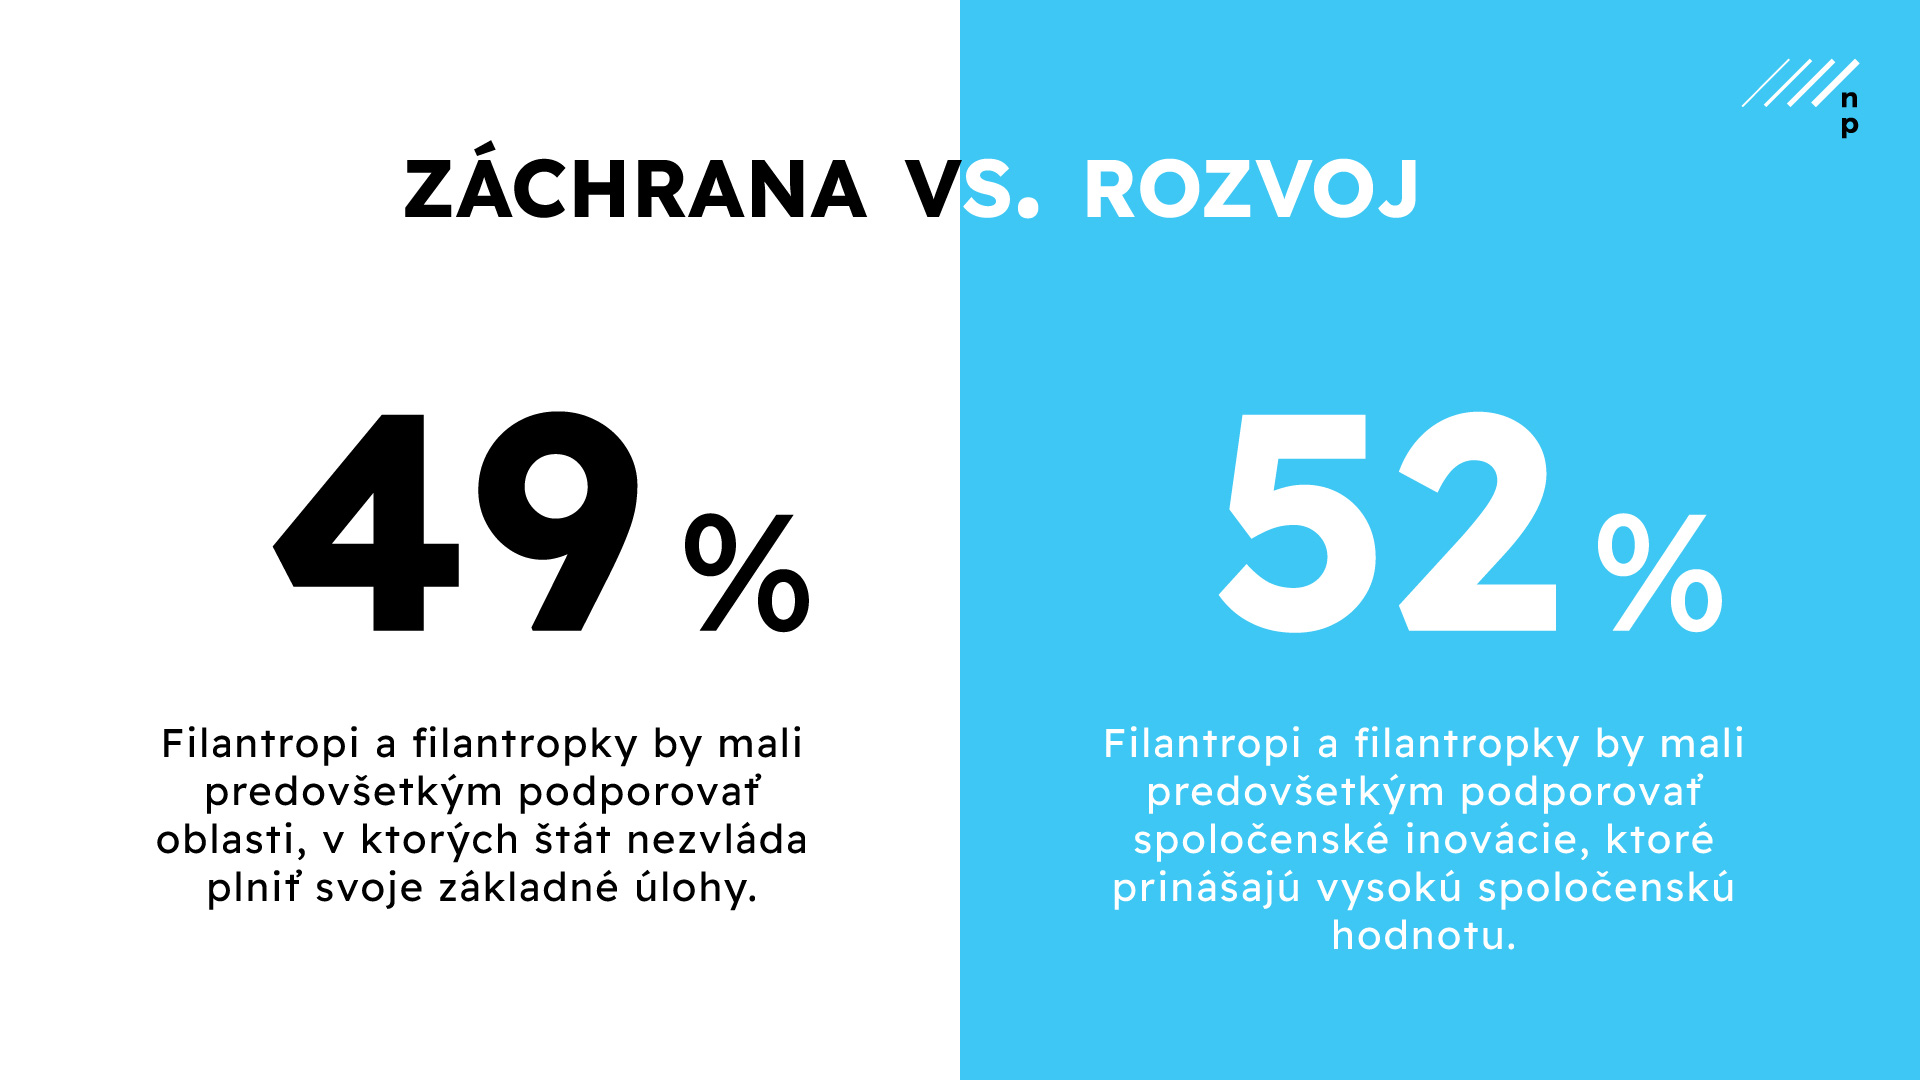 n
p
ZÁCHRANA VS. ROZVOJ
49 %
Filantropi a filantropky by mali
predovšetkým podporovať
oblasti, v ktorých štát nezvláda
plniť svoje základné úlohy.
52 %
Filantropi a filantropky by mali
predovšetkým podporovať
spoločenské inovácie, ktoré
prinášajú vysokú spoločenskú
hodnotu.